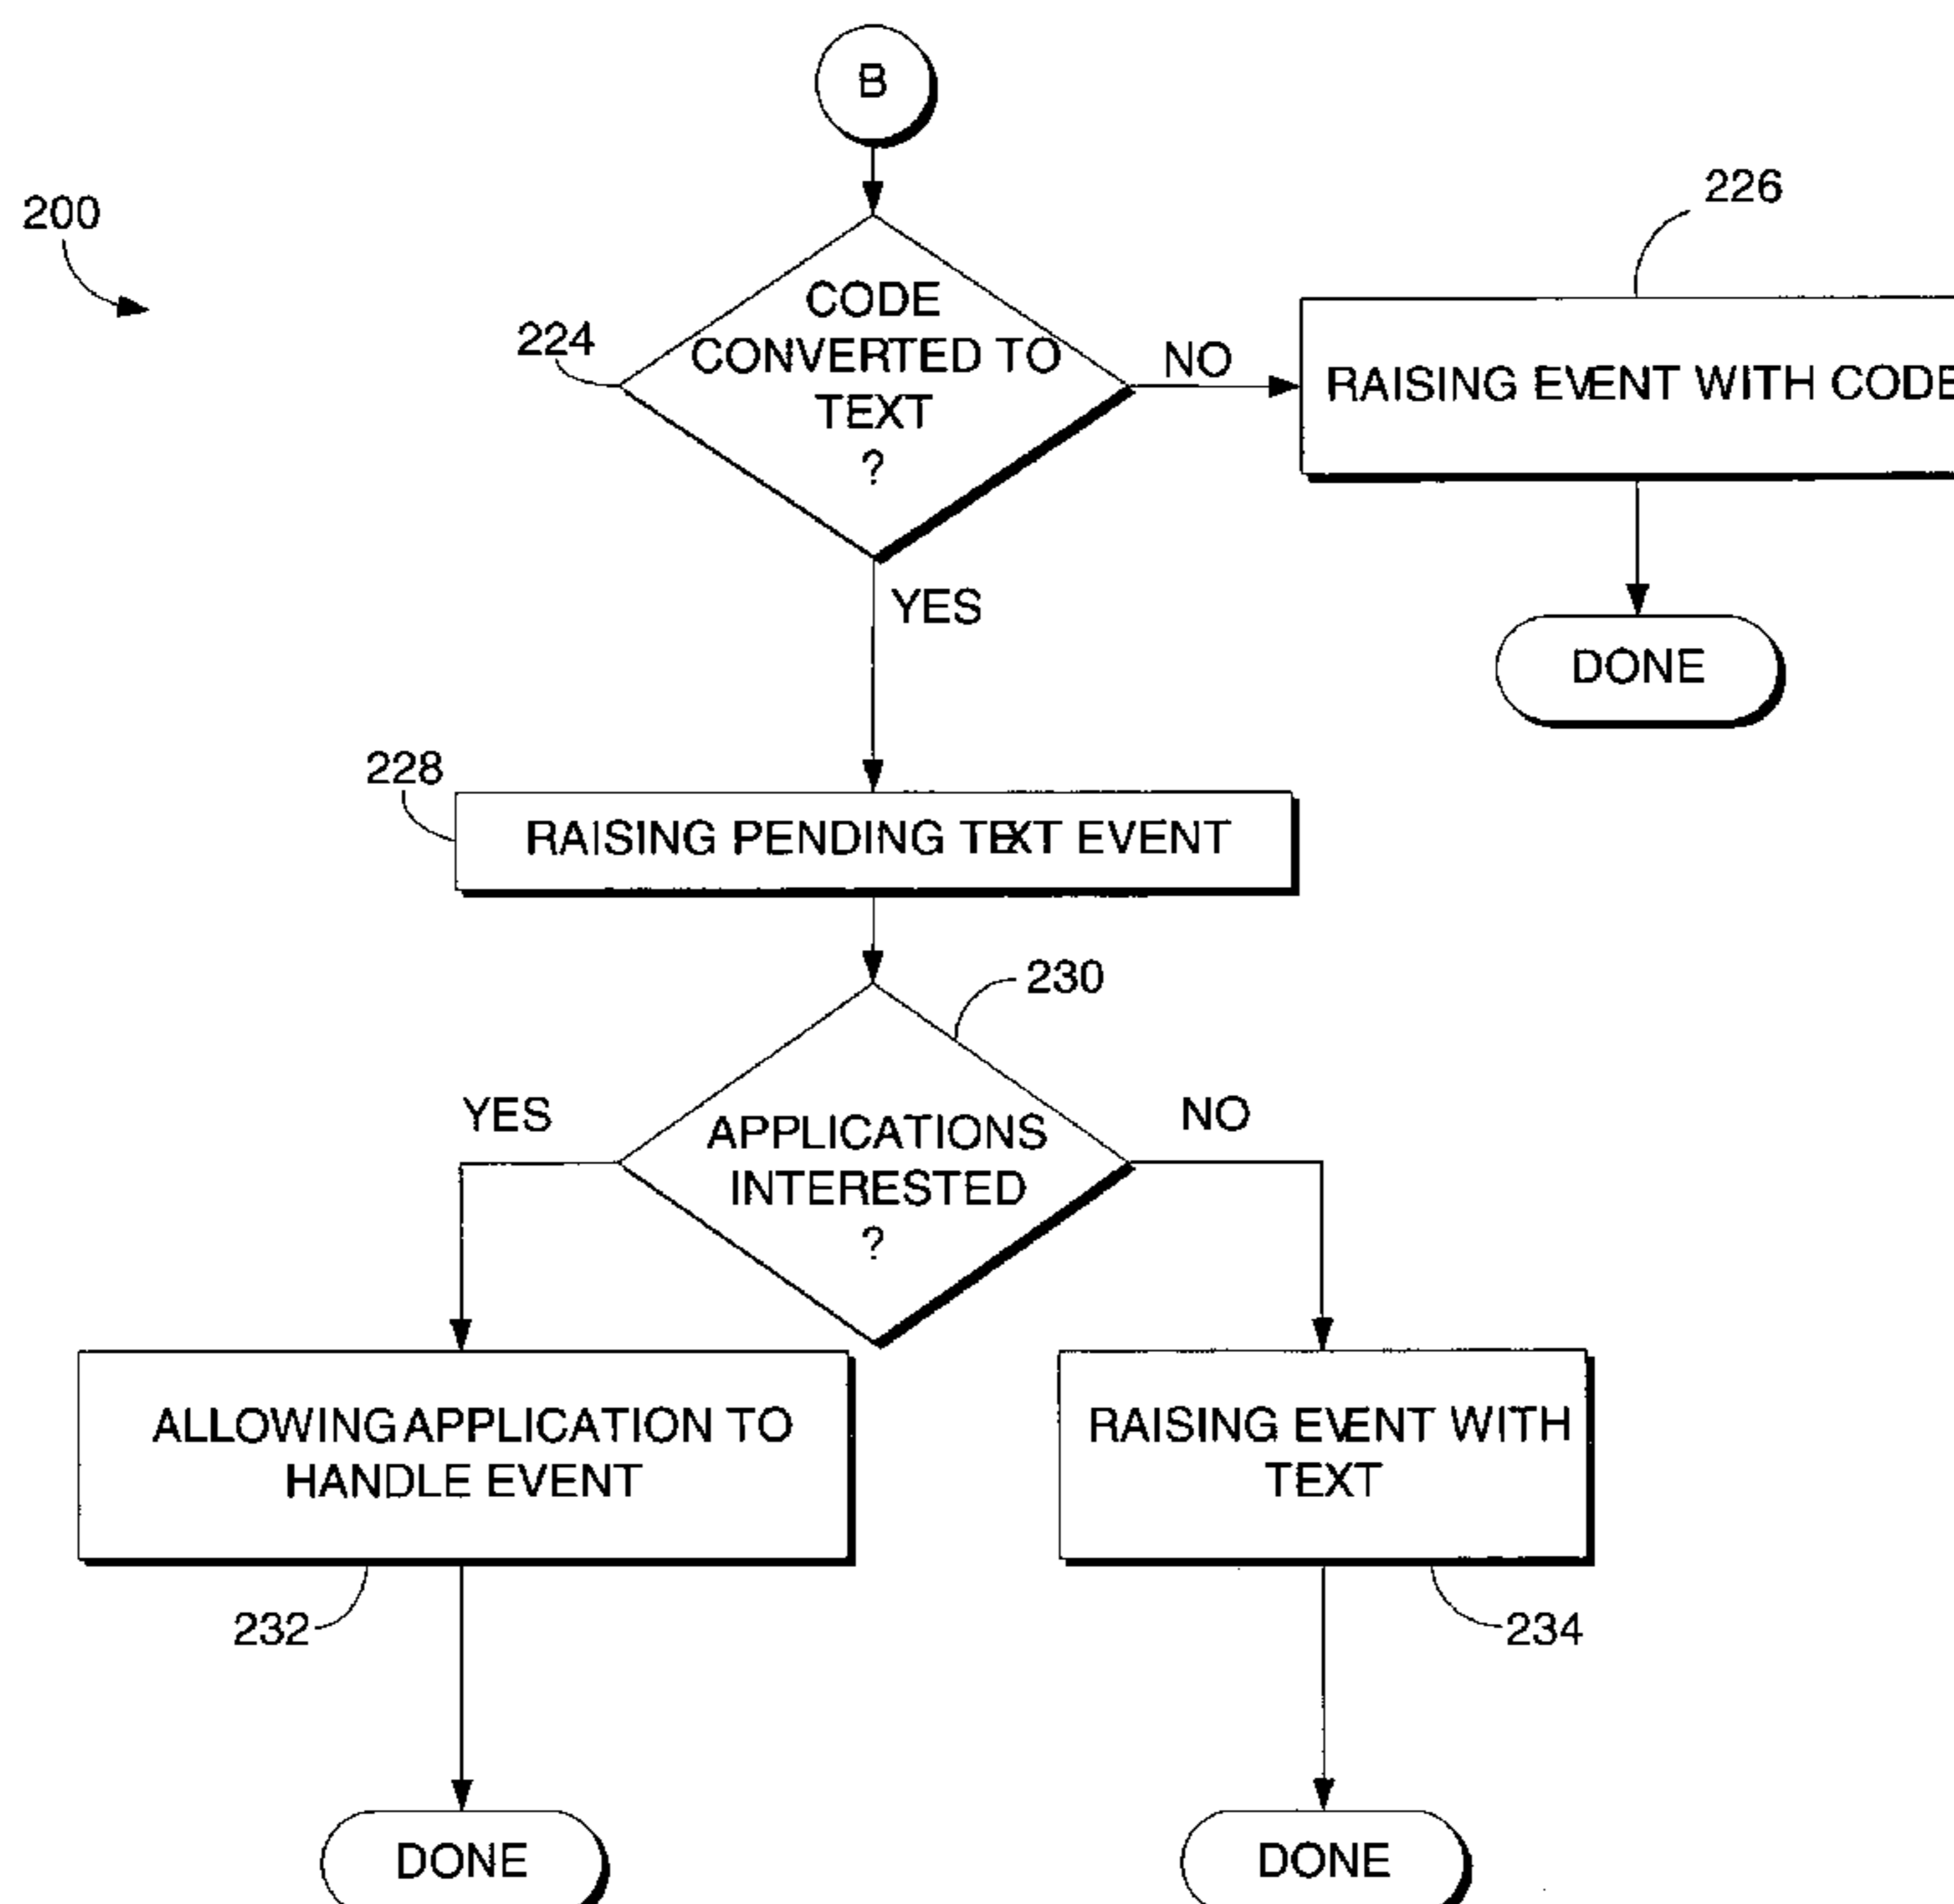 B
200
226
CODE
CONVERTED TO
TEXT
?
224
NO
RAISING EVENT WITH CODE
YES
DONE
228
RAISING PENDING TEXT EVENT
230
YES
NO
APPLICATIONS
INTERESTED
?
ALLOWING APPLICATION TO
HANDLE EVENT
RAISING EVENT WITH
TEXT
232
234
DONE
DONE